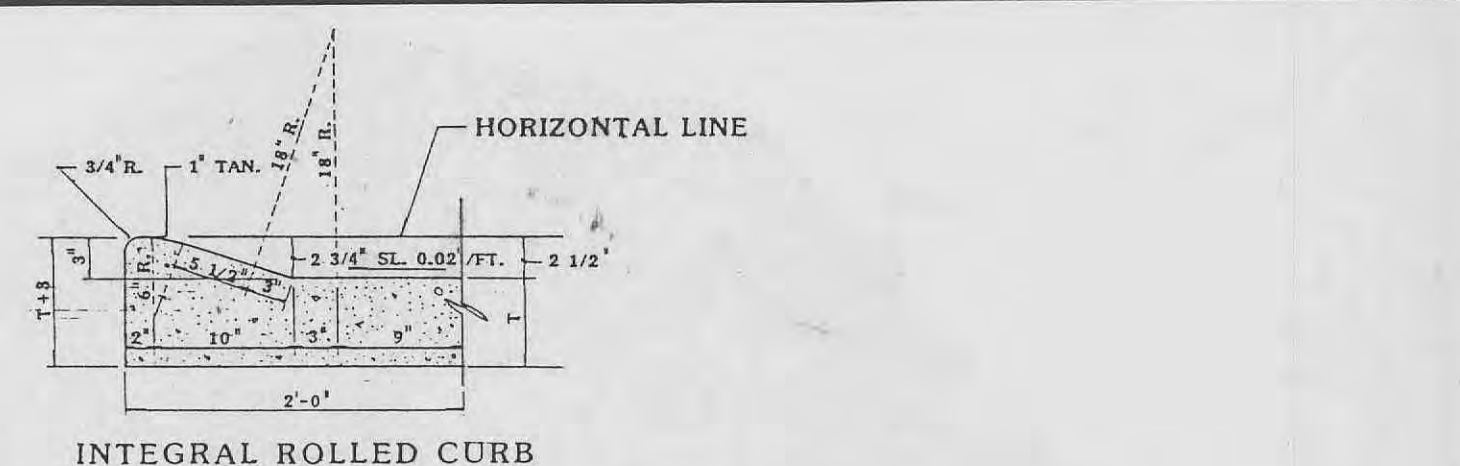 HORIZONTAL LINE
3/4"R.
1" TAN.
18" R.
18" R.
3"
6" R.
5 1/2"
3"
2 3/4" SL. 0.02'/FT.
2 1/2"
T+3
T
2"
10"
3"
9"
2'-0"
INTEGRAL ROLLED CURB